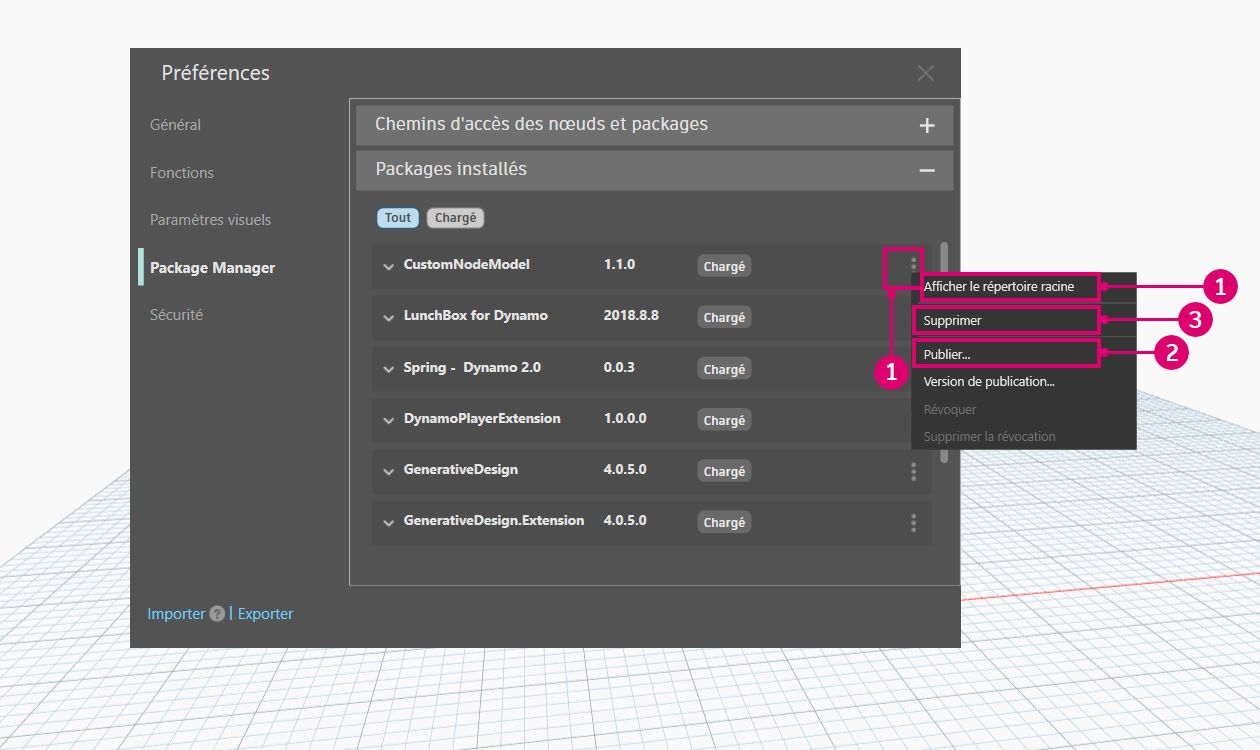 Préférences
Général
Fonctions
Paramètres visuels
Package Manager
Sécurité
Chemins d'accès des nœuds et packages
Packages installés
Tout Chargé
CustomNodeModel 1.1.0 Chargé
LunchBox for Dynamo 2018.8.8 Chargé
Spring - Dynamo 2.0 0.0.3 Chargé
DynamoPlayerExtension 1.0.0.0 Chargé
GenerativeDesign 4.0.5.0 Chargé
GenerativeDesign.Extension 4.0.5.0 Chargé
1
Afficher le répertoire racine 1
Supprimer 3
Publier... 2
Version de publication...
Révoquer
Supprimer la révocation
Importer ? | Exporter